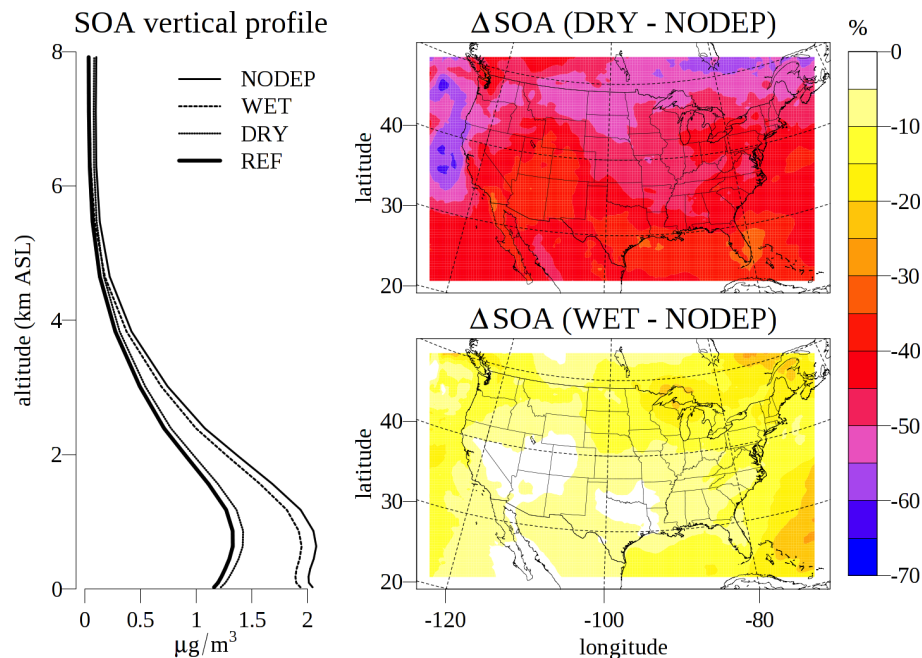 SOA vertical profile
8
6
4
2
0
altitude (km ASL)
NODEP
WET
DRY
REF
0
0.5
1
1.5
2
µg/m³
ΔSOA (DRY - NODEP)
latitude
40
30
20
ΔSOA (WET - NODEP)
latitude
40
30
20
-120
-100
-80
longitude
%
0
-10
-20
-30
-40
-50
-60
-70